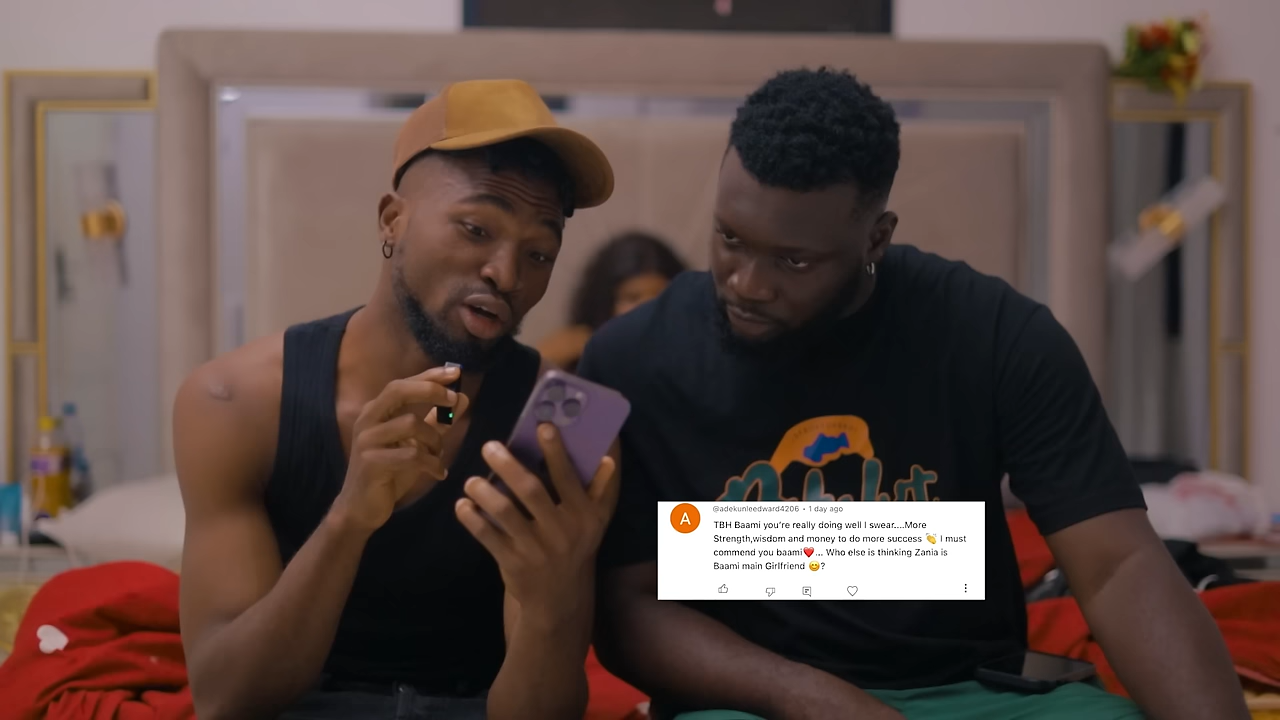 @adekunleedward4206 • 1 day ago
TBH Baami you're really doing well I swear....More
Strength,wisdom and money to do more success 👏 I must
commend you baami❤️... Who else is thinking Zania is
Baami main Girlfriend 😊?
A